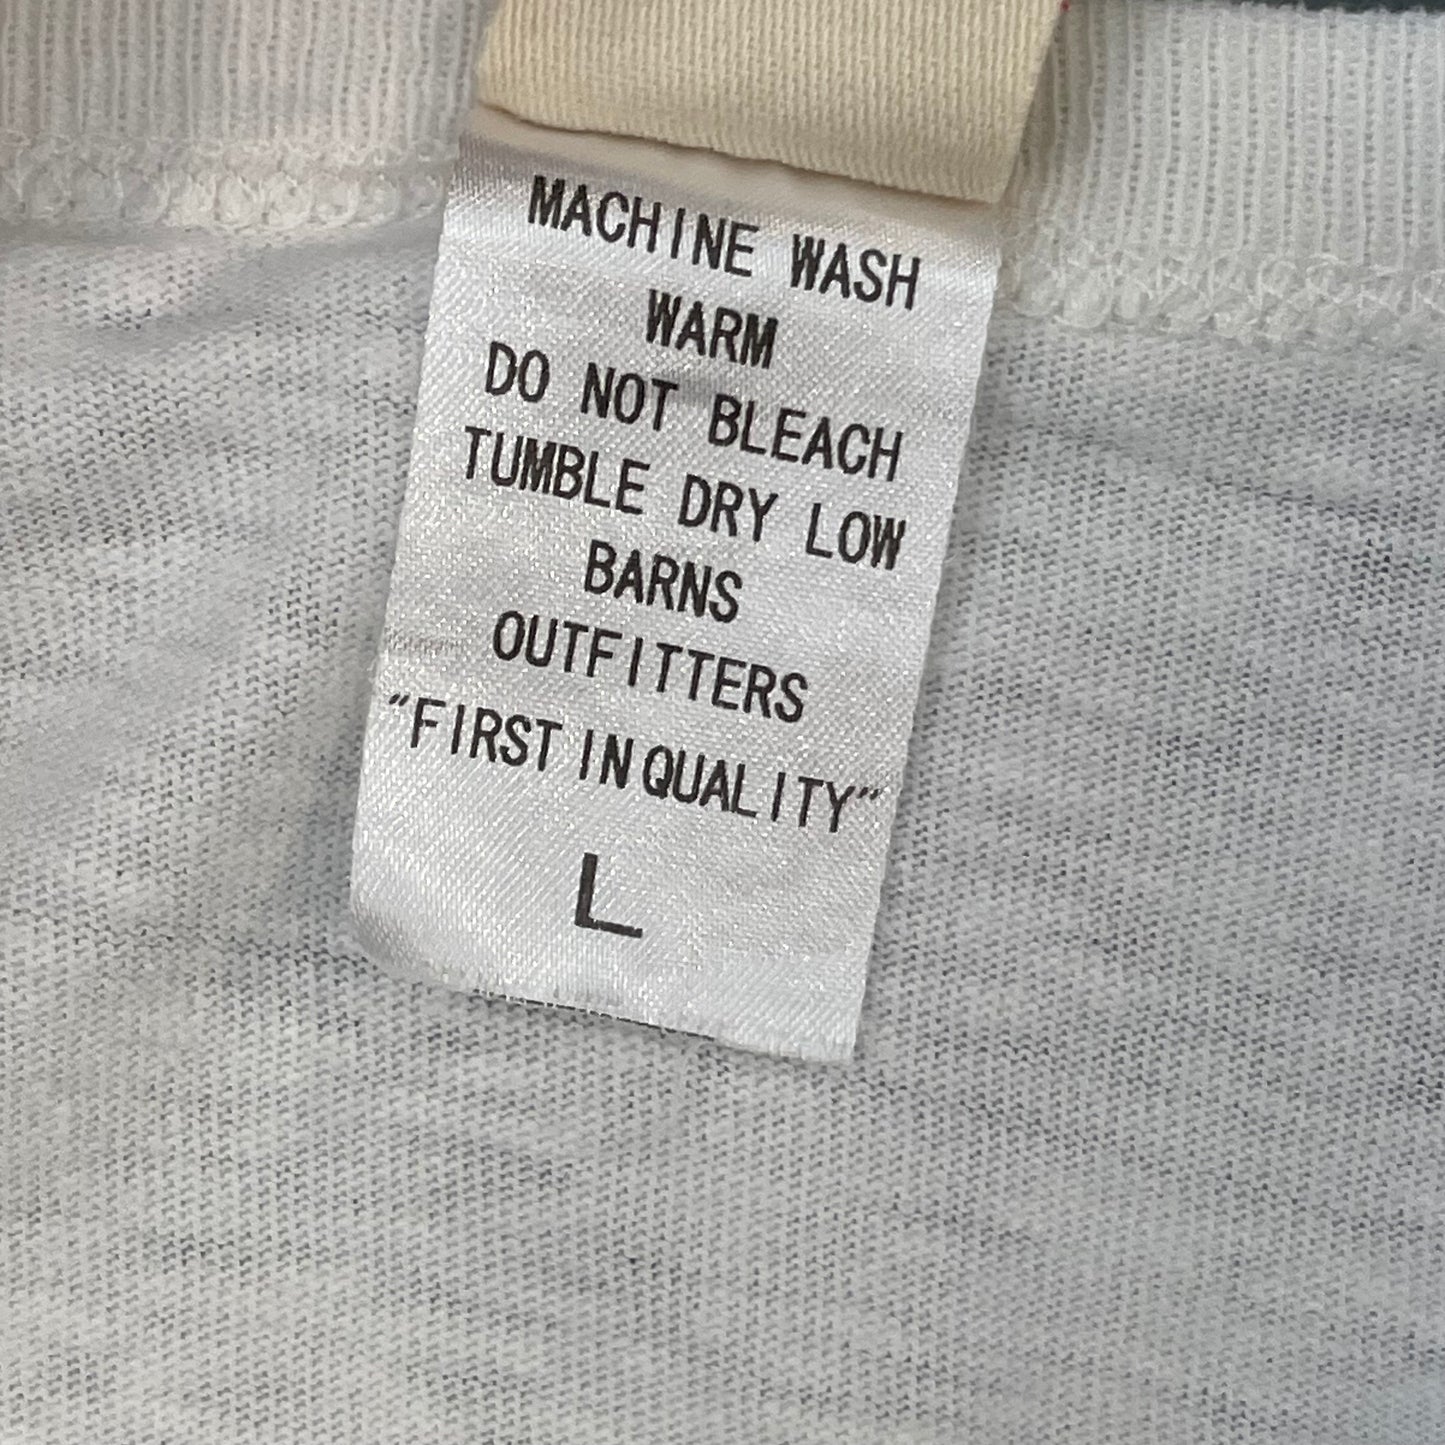 MACHINE WASH
WARM
DO NOT BLEACH
TUMBLE DRY LOW
BARNS
OUTFITTERS
"FIRST IN QUALITY"
L